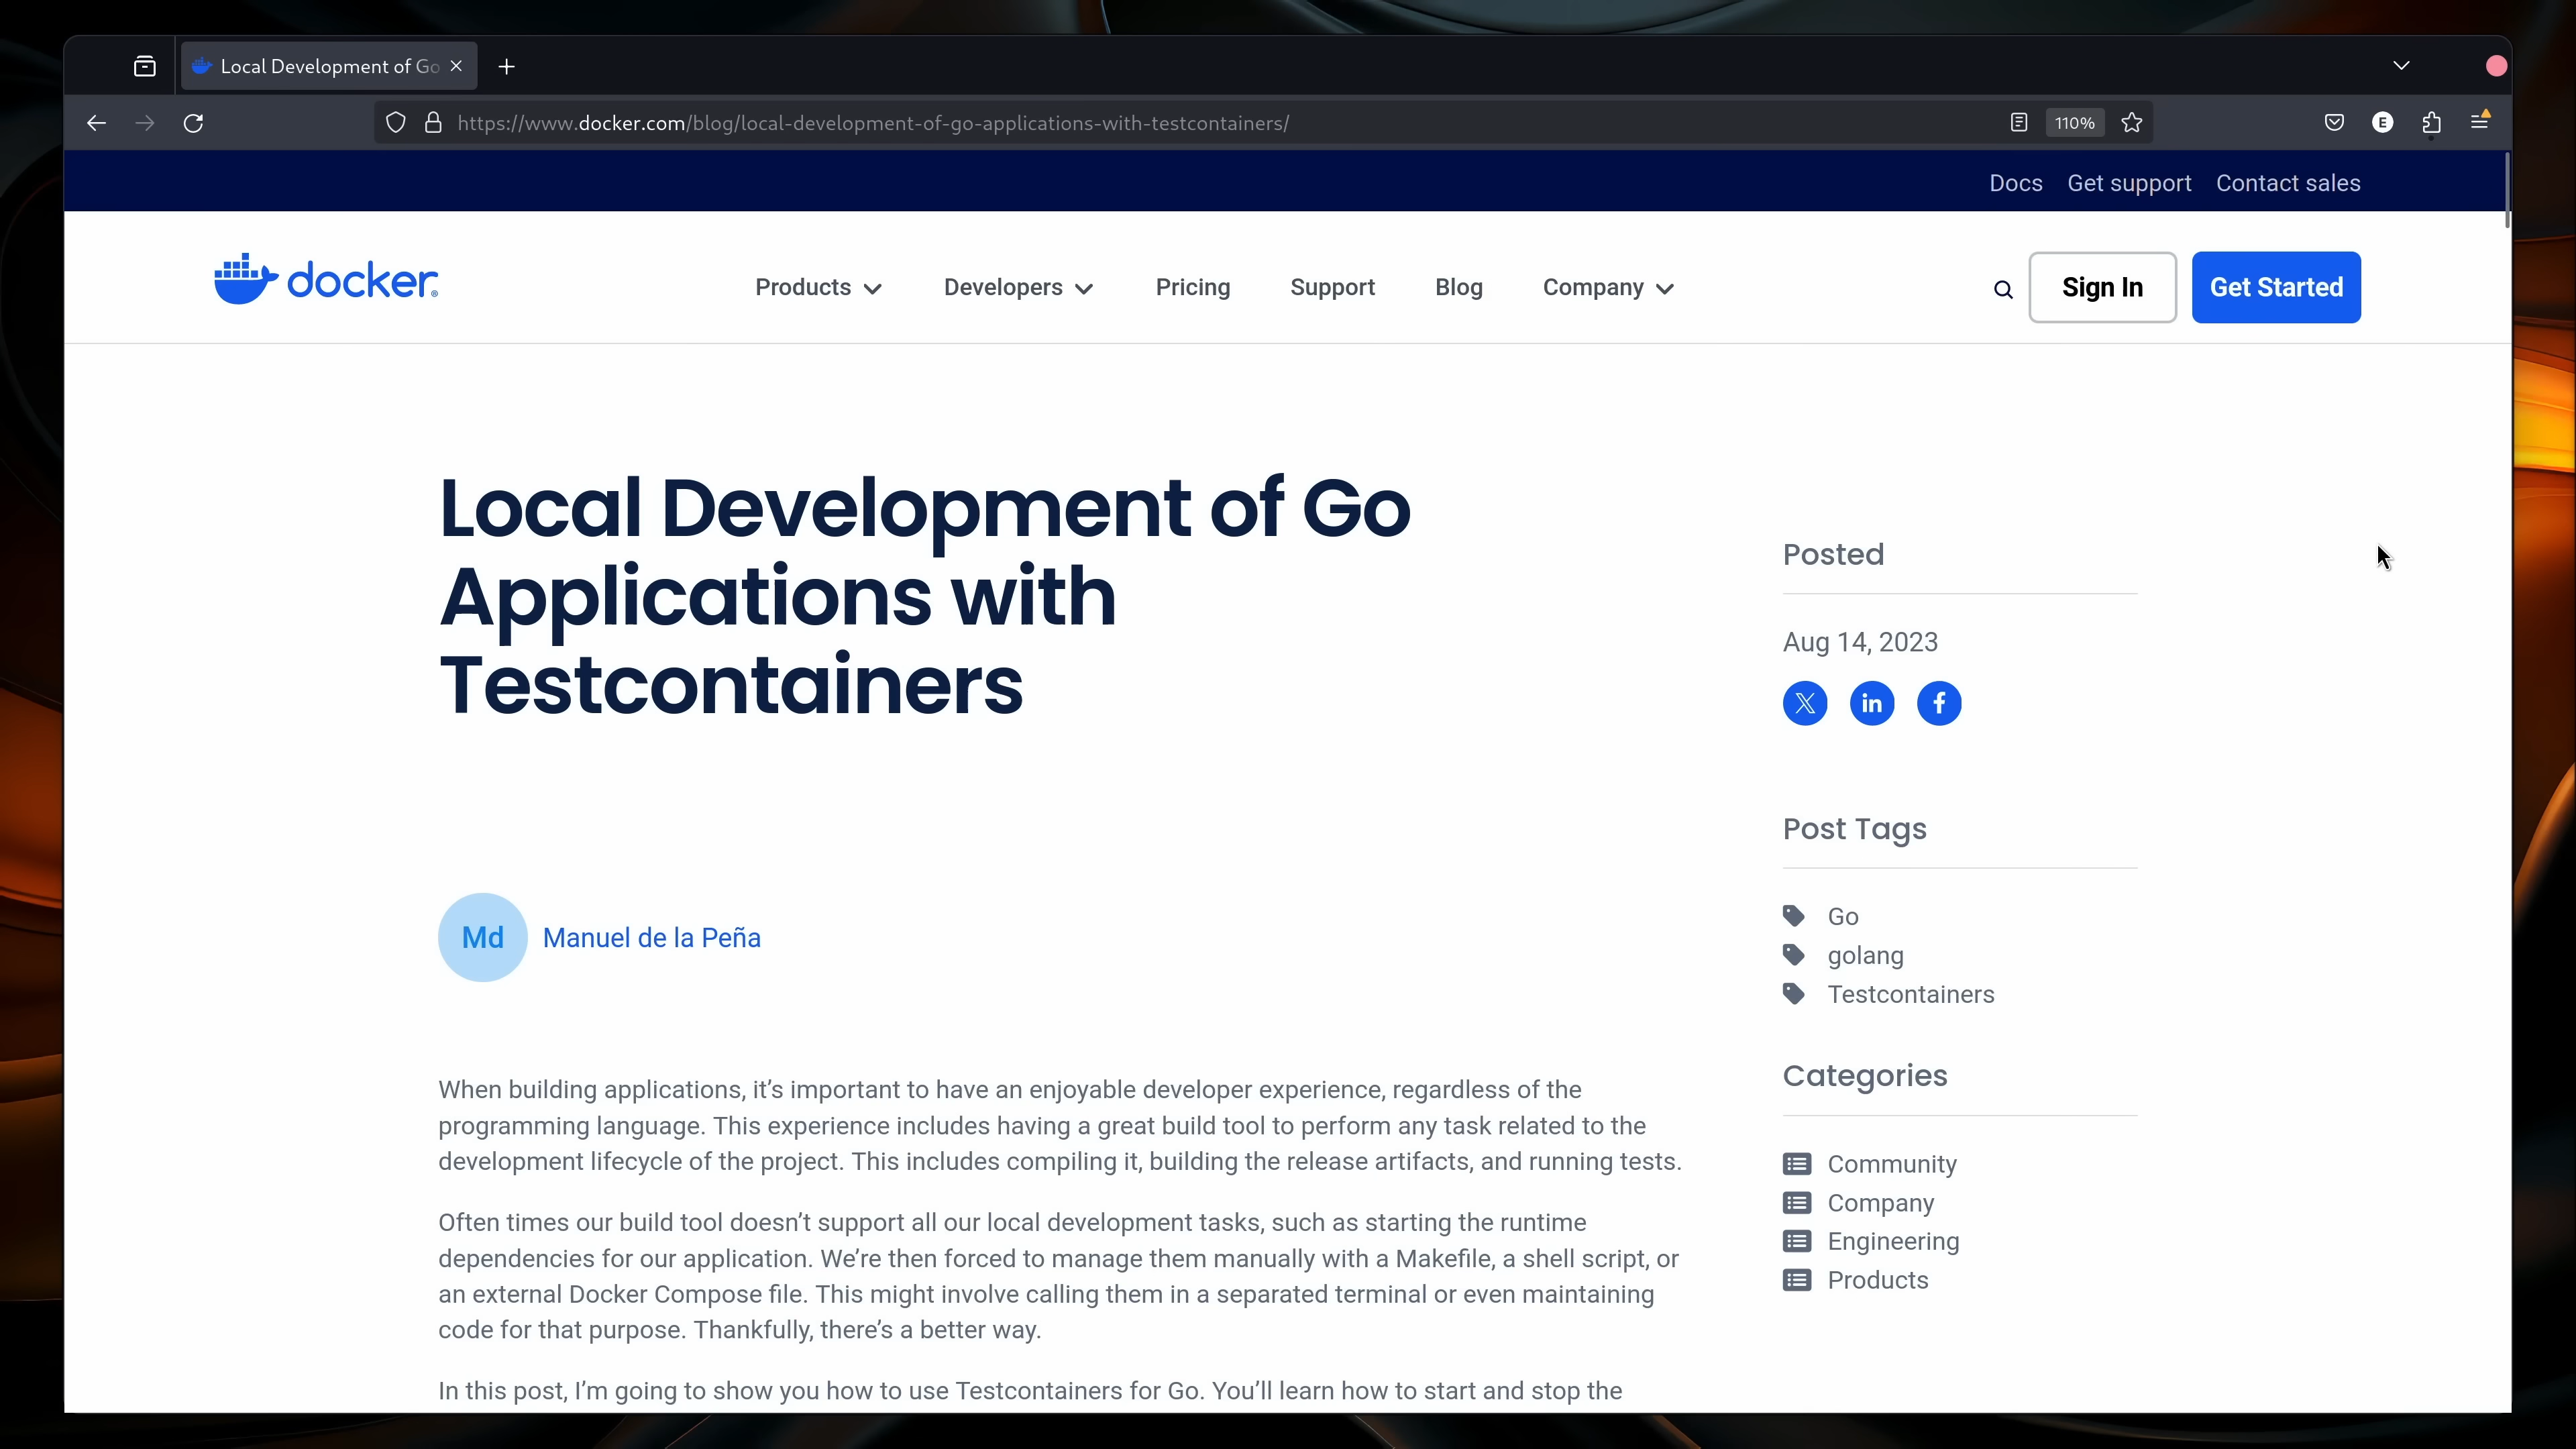 Local Development of Go
https://www.docker.com/blog/local-development-of-go-applications-with-testcontainers/
110%
E
Docs Get support Contact sales
docker®
Products Developers Pricing Support Blog Company
Sign In Get Started
Local Development of Go
Applications with
Testcontainers
Md Manuel de la Peña
When building applications, it’s important to have an enjoyable developer experience, regardless of the
programming language. This experience includes having a great build tool to perform any task related to the
development lifecycle of the project. This includes compiling it, building the release artifacts, and running tests.
Often times our build tool doesn’t support all our local development tasks, such as starting the runtime
dependencies for our application. We’re then forced to manage them manually with a Makefile, a shell script, or
an external Docker Compose file. This might involve calling them in a separated terminal or even maintaining
code for that purpose. Thankfully, there’s a better way.
In this post, I’m going to show you how to use Testcontainers for Go. You’ll learn how to start and stop the
Posted
Aug 14, 2023
X in f
Post Tags
Go
golang
Testcontainers
Categories
Community
Company
Engineering
Products